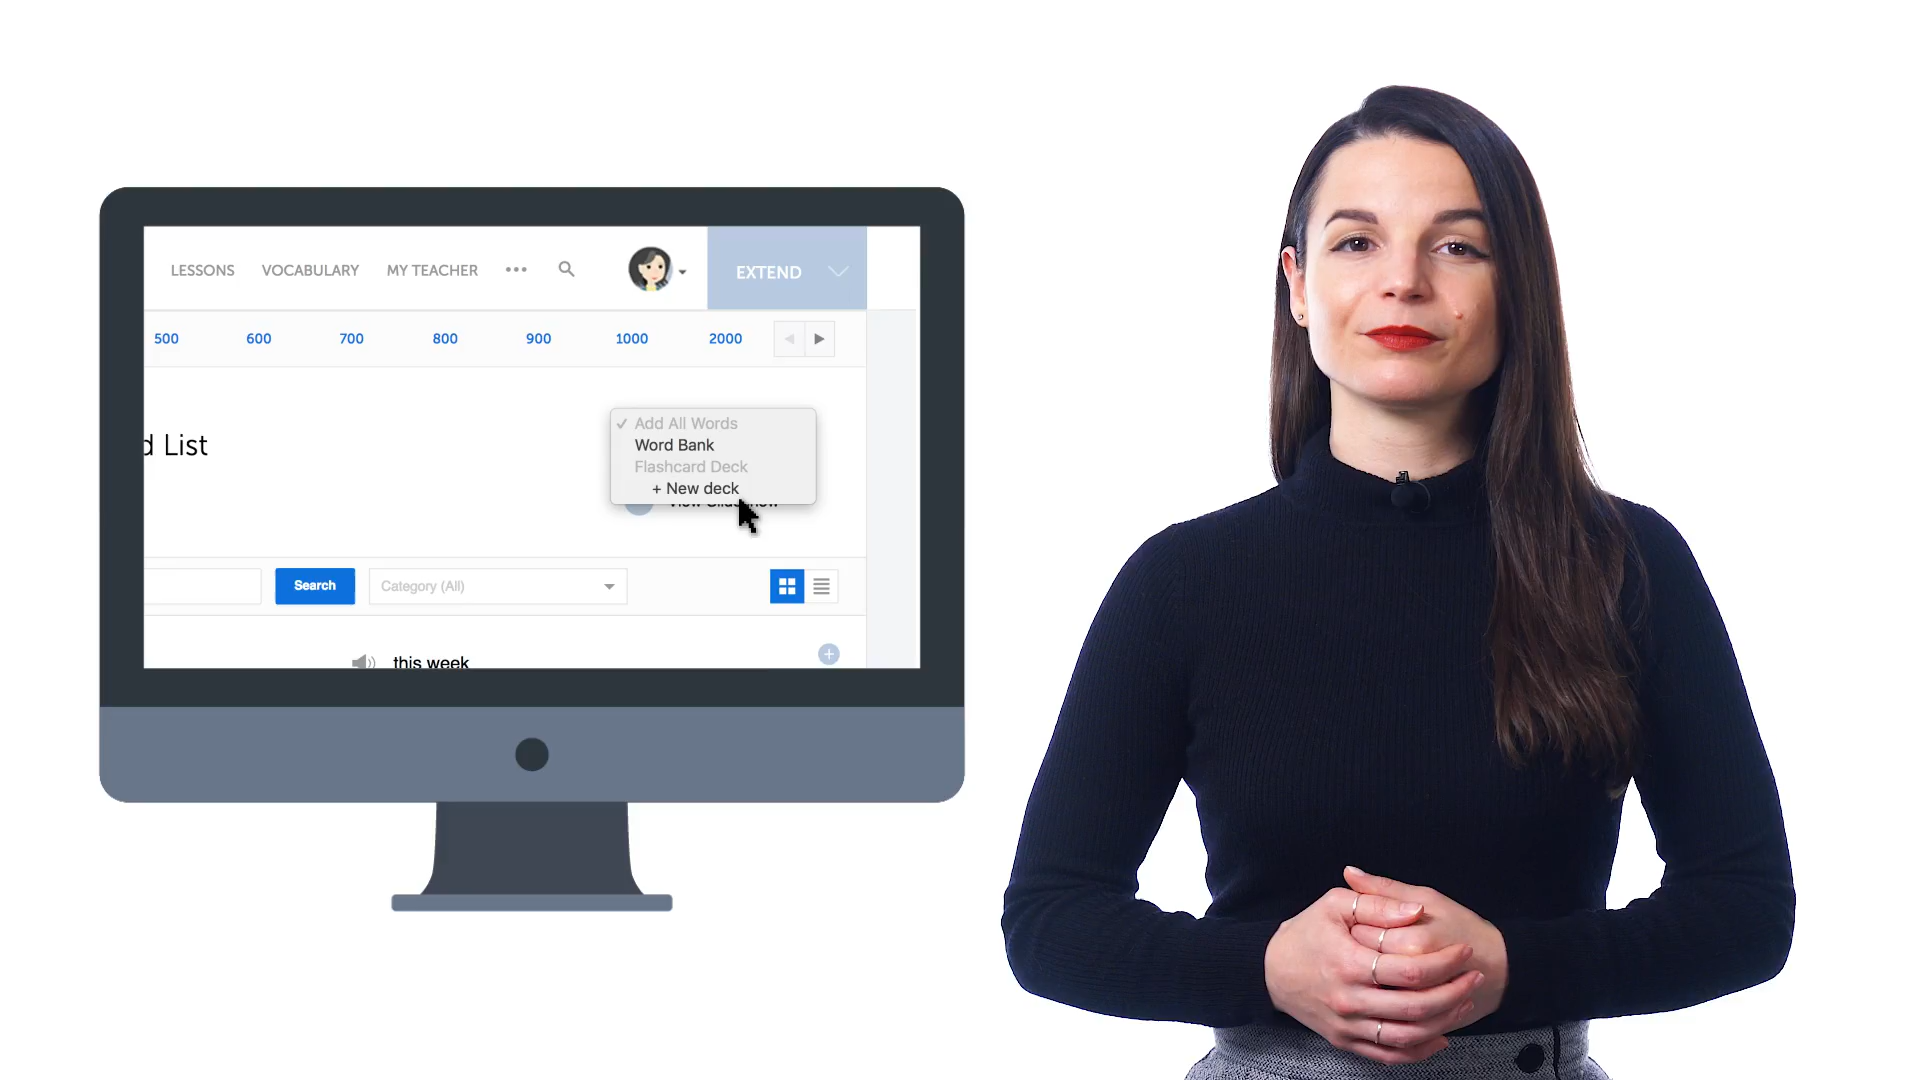 LESSONS VOCABULARY MY TEACHER ••• EXTEND
500 600 700 800 900 1000 2000
✓ Add All Words
d List
Word Bank
Flashcard Deck
+ New deck
Search Category (All)
this week